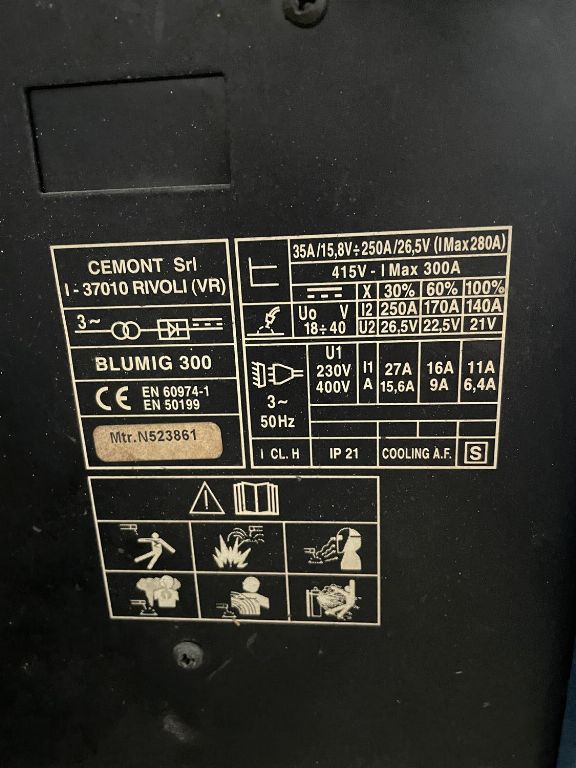 CEMONT Srl
I - 37010 RIVOLI (VR)
3~
BLUMIG 300
CE EN 60974-1
EN 50199
Mtr.N523861
35A/15,8V÷250A/26,5V (I Max280A)
415V - I Max 300A
X 30% 60% 100%
Uo V I2 250A 170A 140A
18÷40 U2 26,5V 22,5V 21V
U1
230V I1 27A 16A 11A
400V A 15,6A 9A 6,4A
3~
50Hz
I CL. H IP 21 COOLING A.F. S